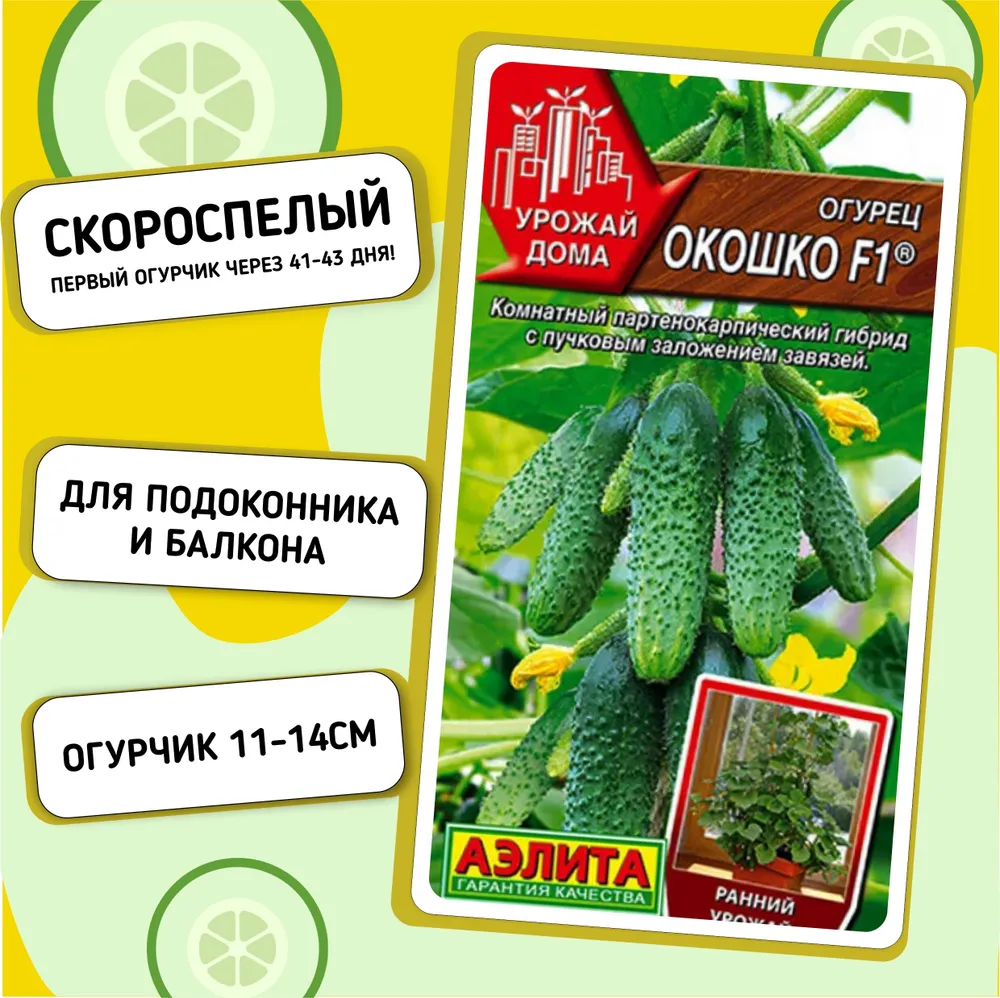 СКОРОСПЕЛЫЙ
ПЕРВЫЙ ОГУРЧИК ЧЕРЕЗ 41-43 ДНЯ!
ДЛЯ ПОДОКОННИКА
И БАЛКОНА
ОГУРЧИК 11-14СМ
УРОЖАЙ
ДОМА
ОГУРЕЦ
ОКОШКО F1®
Комнатный партенокарпический гибрид
с пучковым заложением завязей.
АЭЛИТА
ГАРАНТИЯ КАЧЕСТВА
РАННИЙ
УРОЖАЙ